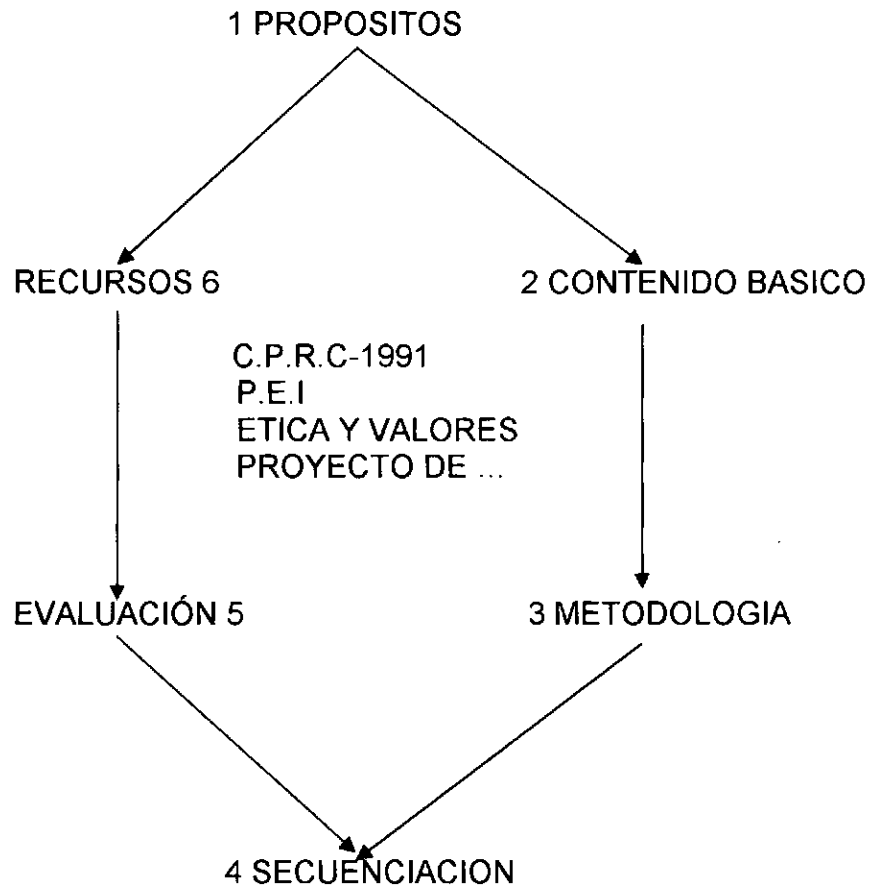 1 PROPOSITOS
RECURSOS 6
2 CONTENIDO BASICO
C.P.R.C-1991
P.E.I
ETICA Y VALORES
PROYECTO DE ...
EVALUACIÓN 5
3 METODOLOGIA
4 SECUENCIACION